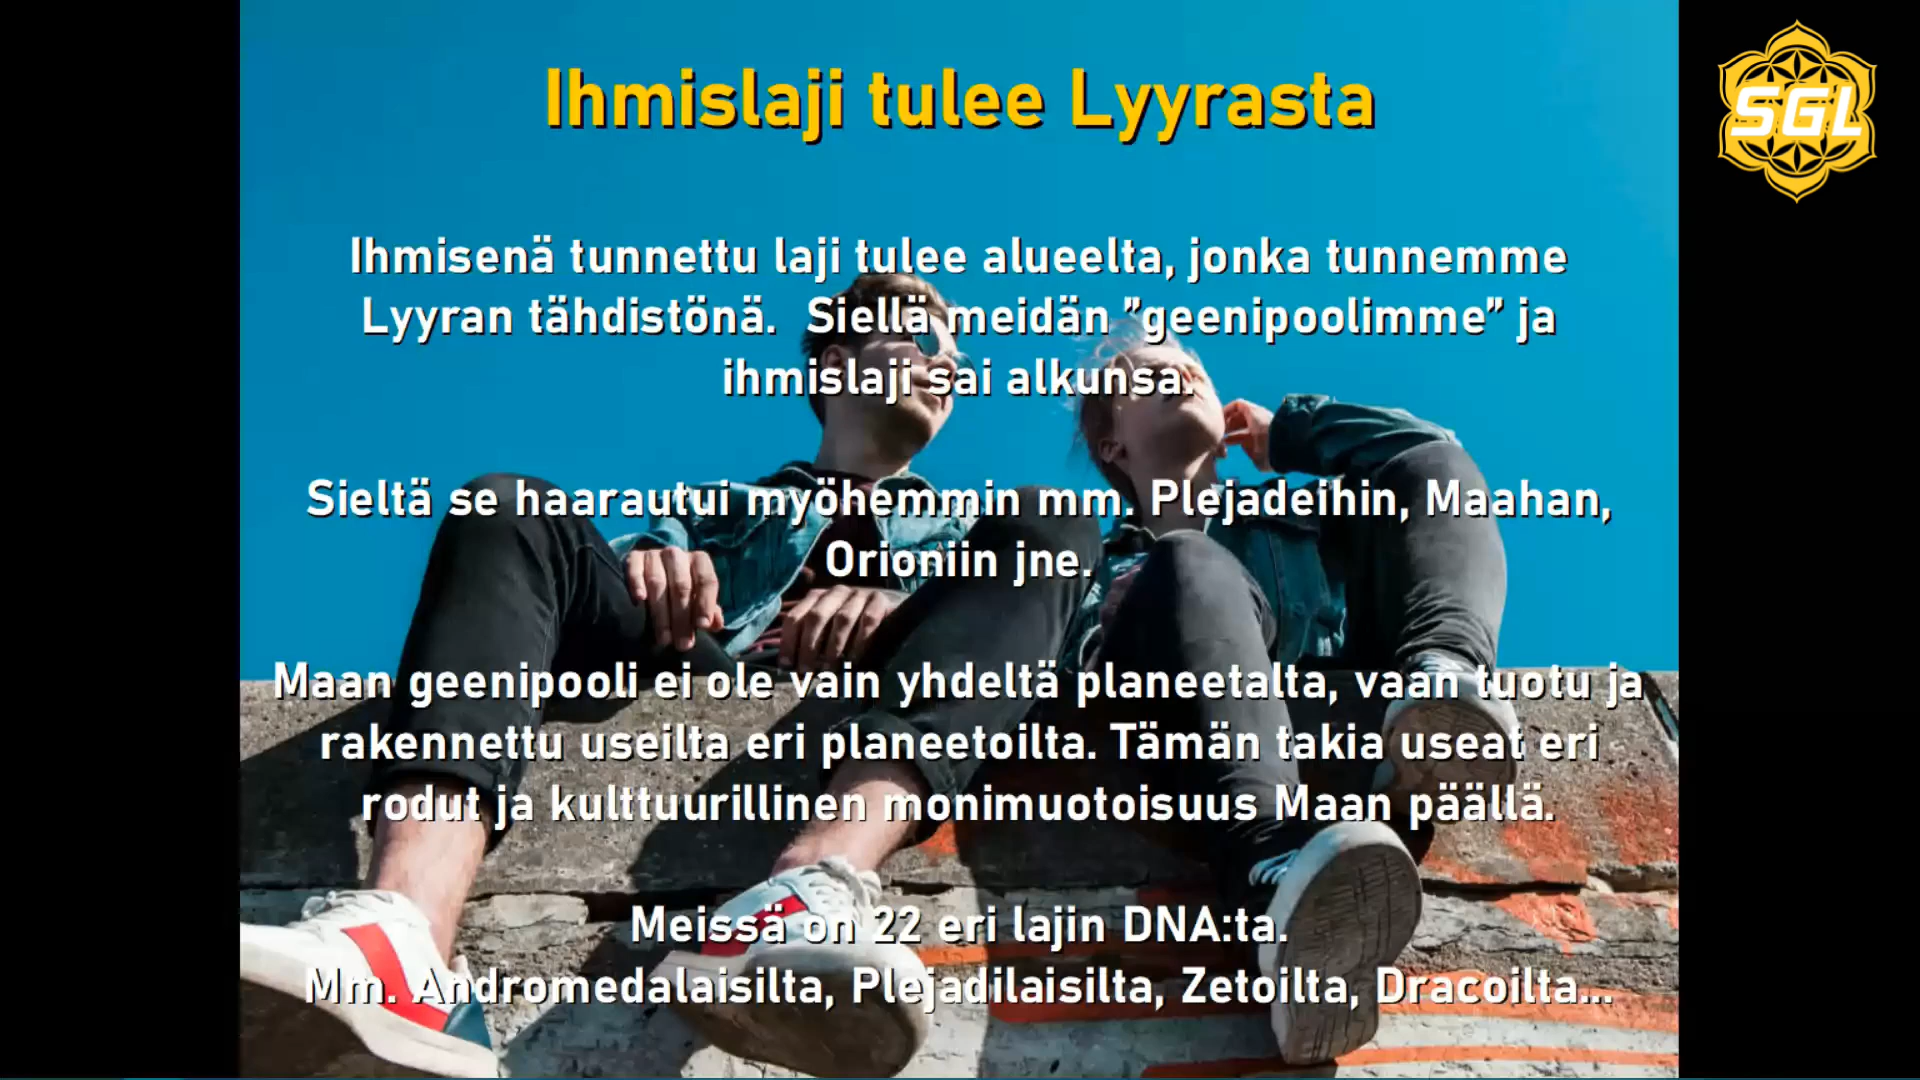 Ihmislaji tulee Lyyrasta
SGL
Ihmisenä tunnettu laji tulee alueelta, jonka tunnemme
Lyyran tähdistönä. Siellä meidän ”geenipoolimme” ja
ihmislaji sai alkunsa.
Sieltä se haarautui myöhemmin mm. Plejadeihin, Maahan,
Orioniin jne.
Maan geenipooli ei ole vain yhdeltä planeetalta, vaan tuotu ja
rakennettu useilta eri planeetoilta. Tämän takia useat eri
rodut ja kulttuurillinen monimuotoisuus Maan päällä.
Meissä on 22 eri lajin DNA:ta.
Mm. Andromedalaisilta, Plejadilaisilta, Zetoilta, Dracoilta...